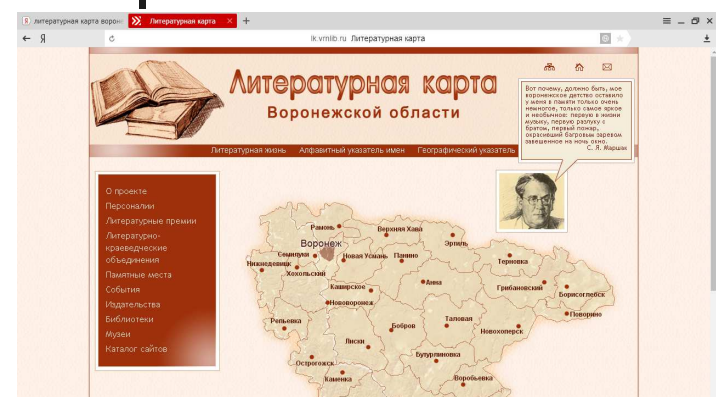 литературная карта вороне
Литературная карта
Я
lk.vrnlib.ru Литературная карта
Литературная карта
Воронежской области
Вот почему, должно быть, мое
воронежское детство оставило
у меня в памяти только очень
немногое, только самое яркое
и необычное: первую в жизни
музыку, первую разлуку с
братом, первый пожар,
окрасивший багровым заревом
завешенное на ночь окно.
С. Я. Маршак
Литературная жизнь Алфавитный указатель имен Географический указатель
О проекте
Персоналии
Литературные премии
Литературно-
краеведческие
объединения
Памятные места
События
Издательства
Библиотеки
Музеи
Каталог сайтов
Рамонь
Верхняя Хава
Воронеж
Эртиль
Семилуки
Новая Усмань Панино
Нижнедевицк
Терновка
Хохольский
Каширское
Анна
Грибановский
Борисоглебск
Нововоронеж
Поворино
Репьевка
Бобров
Таловая
Новохоперск
Лиски
Острогожск
Бутурлиновка
Каменка
Воробьевка